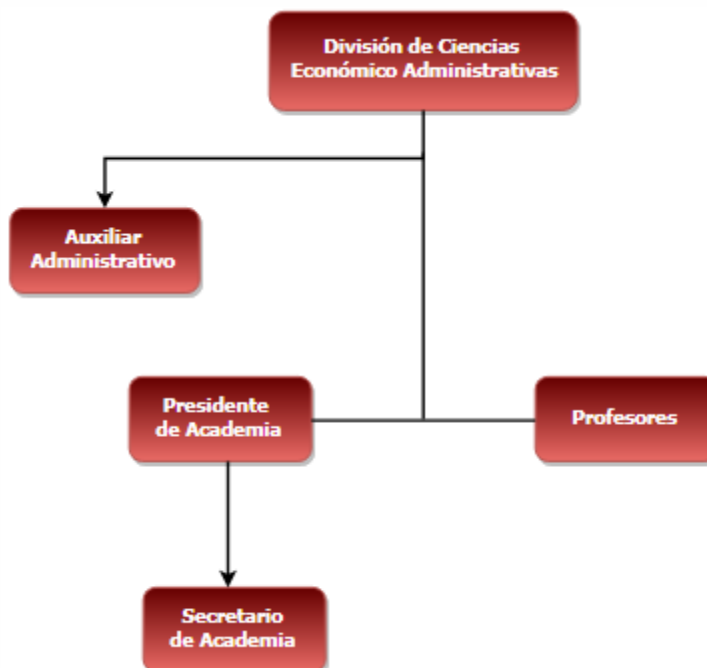 División de Ciencias
Económico Administrativas
Auxiliar
Administrativo
Presidente
de Academia
Profesores
Secretario
de Academia